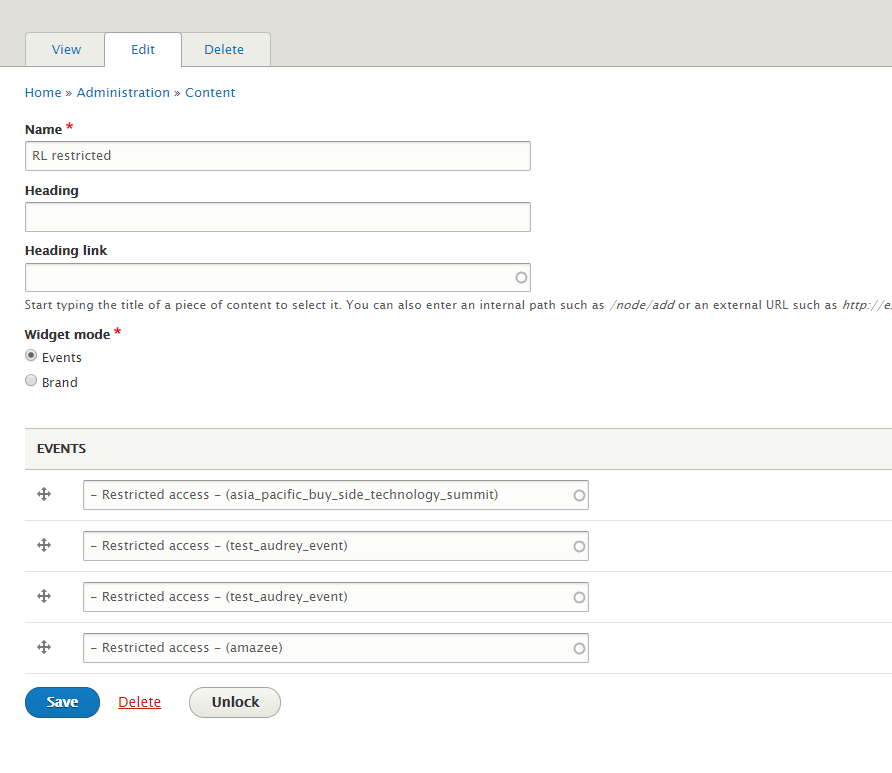 View Edit Delete
Home » Administration » Content
Name *
RL restricted
Heading
Heading link
Start typing the title of a piece of content to select it. You can also enter an internal path such as /node/add or an external URL such as http://e
Widget mode *
Events
Brand
EVENTS
- Restricted access - (asia_pacific_buy_side_technology_summit)
- Restricted access - (test_audrey_event)
- Restricted access - (test_audrey_event)
- Restricted access - (amazee)
Save Delete Unlock